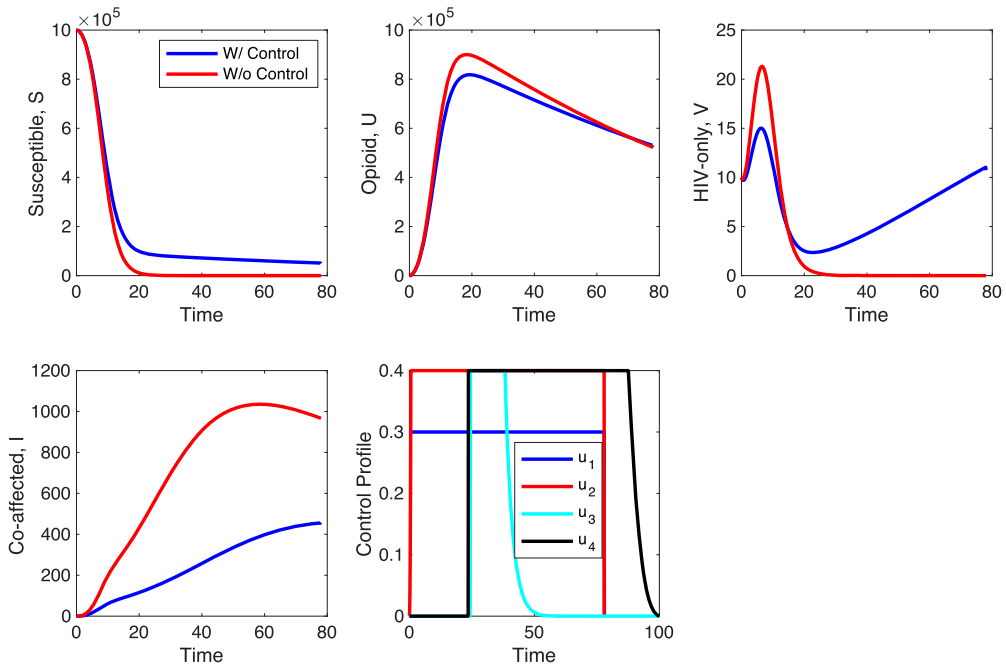 ×10⁵
10
8
6
4
2
0
0 20 40 60 80
Time
Susceptible, S
W/ Control
W/o Control
×10⁵
10
8
6
4
2
0
0 20 40 60 80
Time
Opioid, U
25
20
15
10
5
0
0 20 40 60 80
Time
HIV-only, V
1200
1000
800
600
400
200
0
0 20 40 60 80
Time
Co-affected, I
0.4
0.3
0.2
0.1
0
0 50 100
Time
Control Profile
u₁
u₂
u₃
u₄